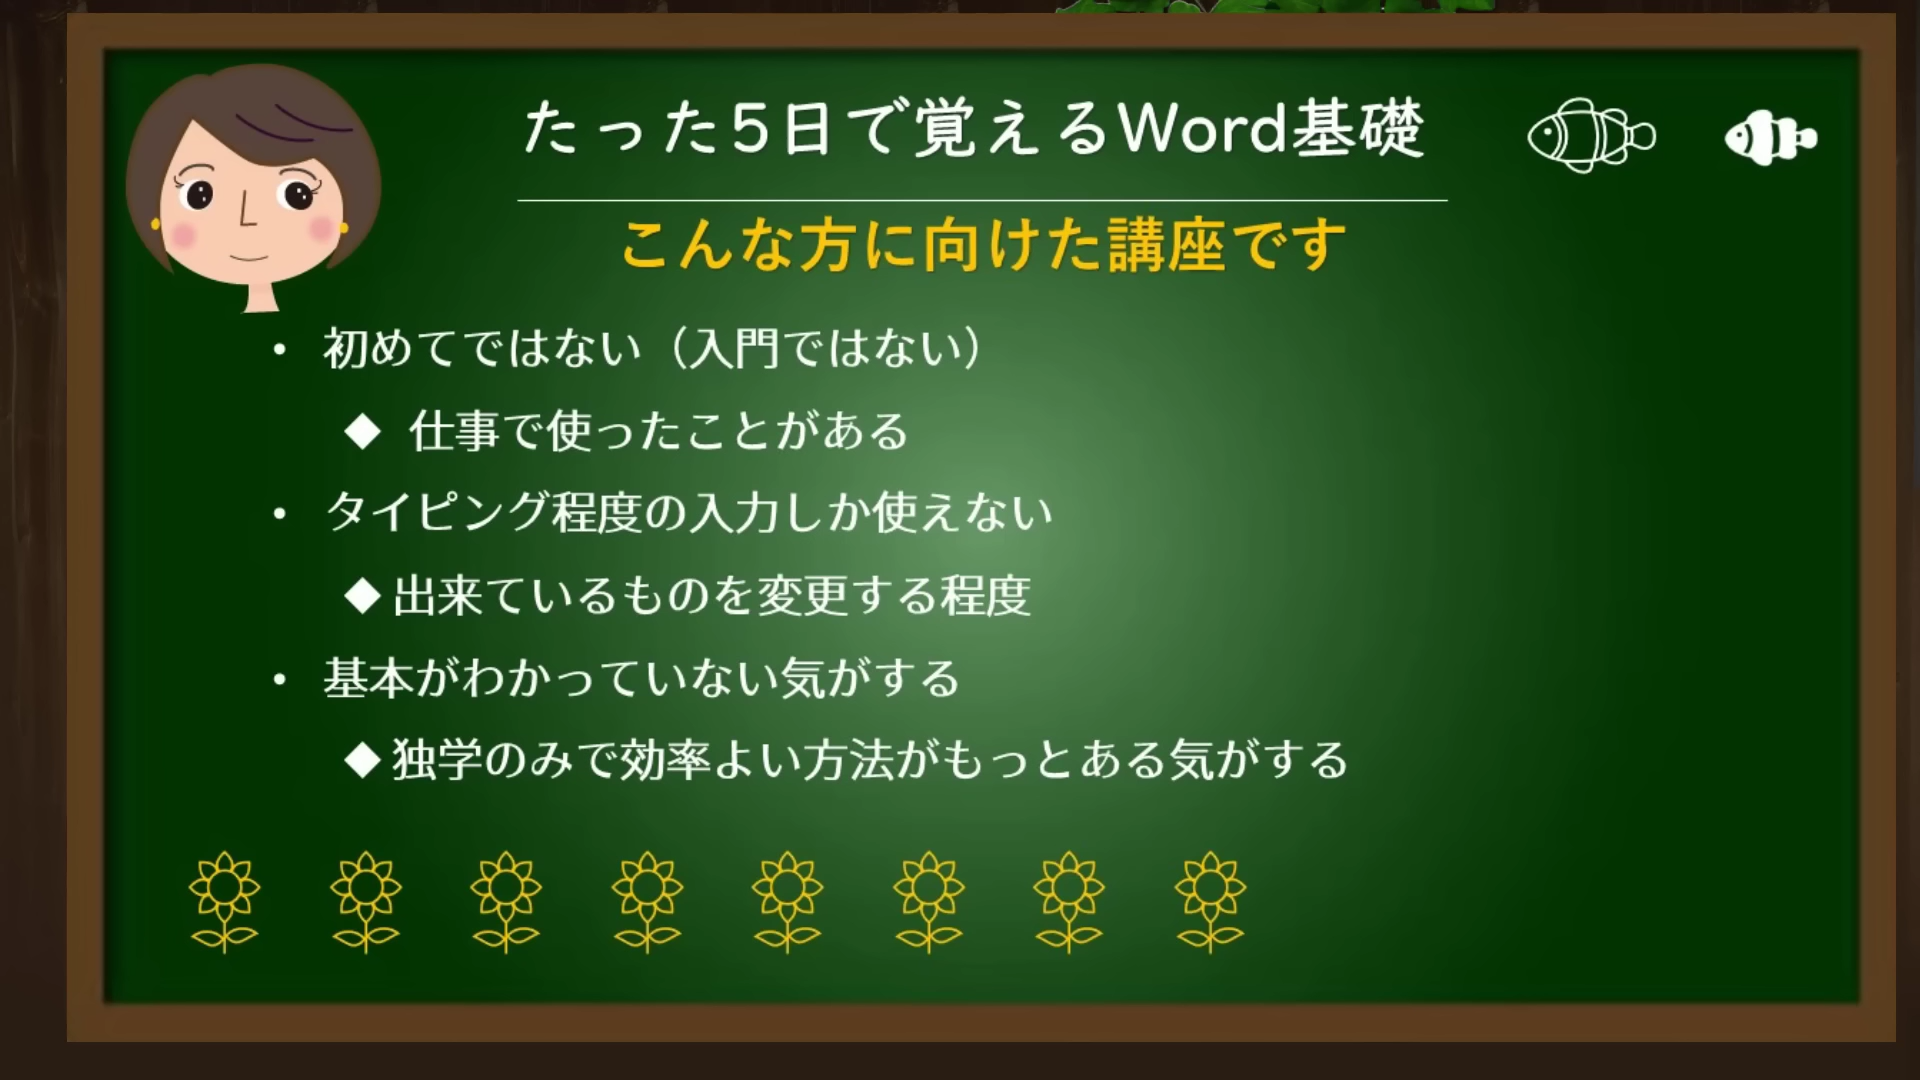 たった5日で覚えるWord基礎
こんな方に向けた講座です
• 初めてではない（入門ではない）
◆ 仕事で使ったことがある
• タイピング程度の入力しか使えない
◆出来ているものを変更する程度
• 基本がわかっていない気がする
◆独学のみで効率よい方法がもっとある気がする